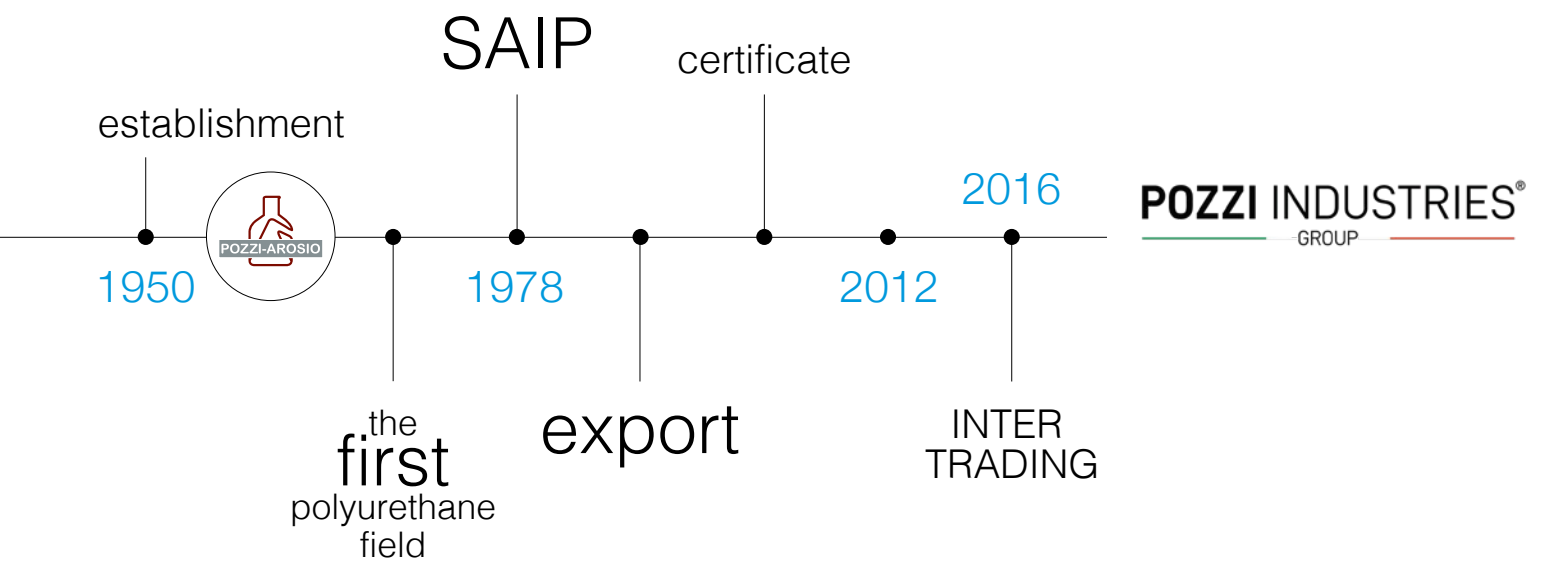 SAIP
certificate
establishment
2016
POZZI INDUSTRIES®
GROUP
POZZI-AROSIO
1950
1978
2012
the
first
polyurethane
field
export
INTER
TRADING